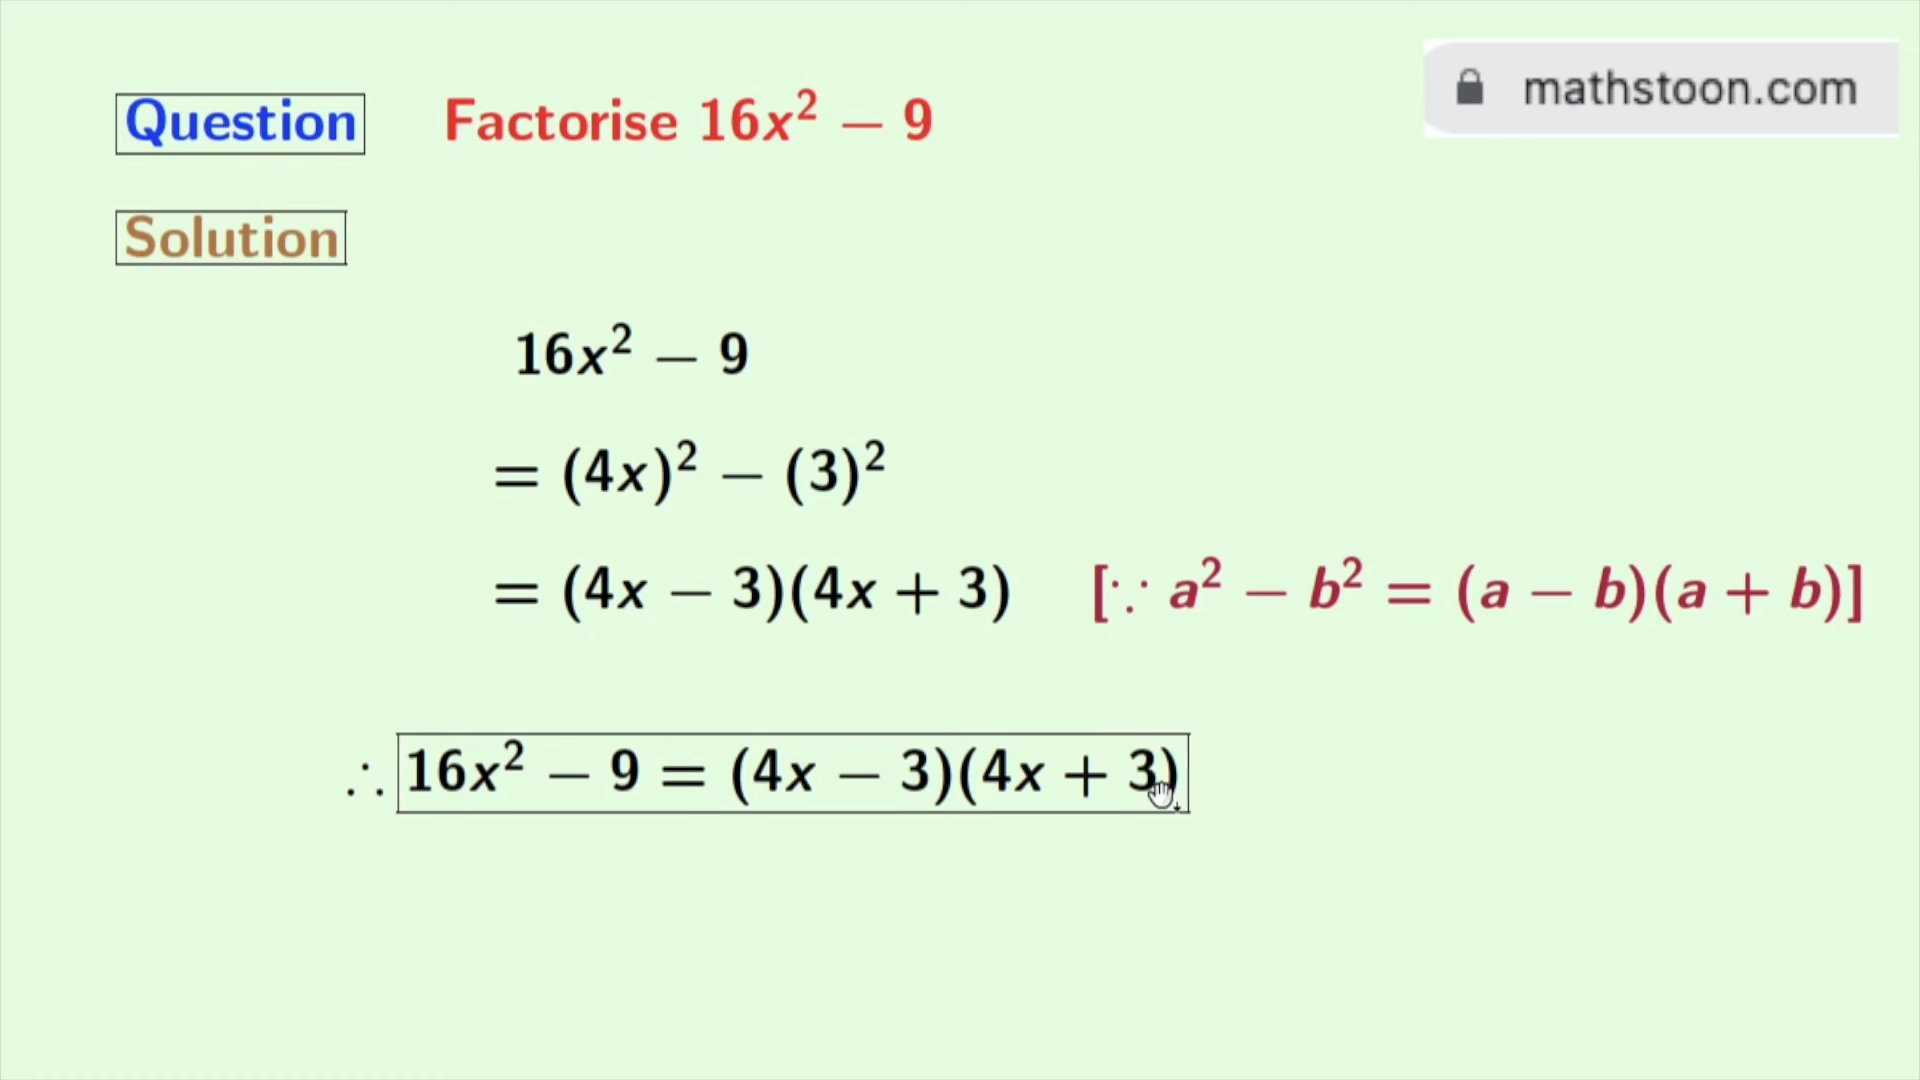 Question Factorise 16x² − 9
mathstoon.com
Solution
16x² − 9
= (4x)² − (3)²
= (4x − 3)(4x + 3) [∵ a² − b² = (a − b)(a + b)]
∴ 16x² − 9 = (4x − 3)(4x + 3)